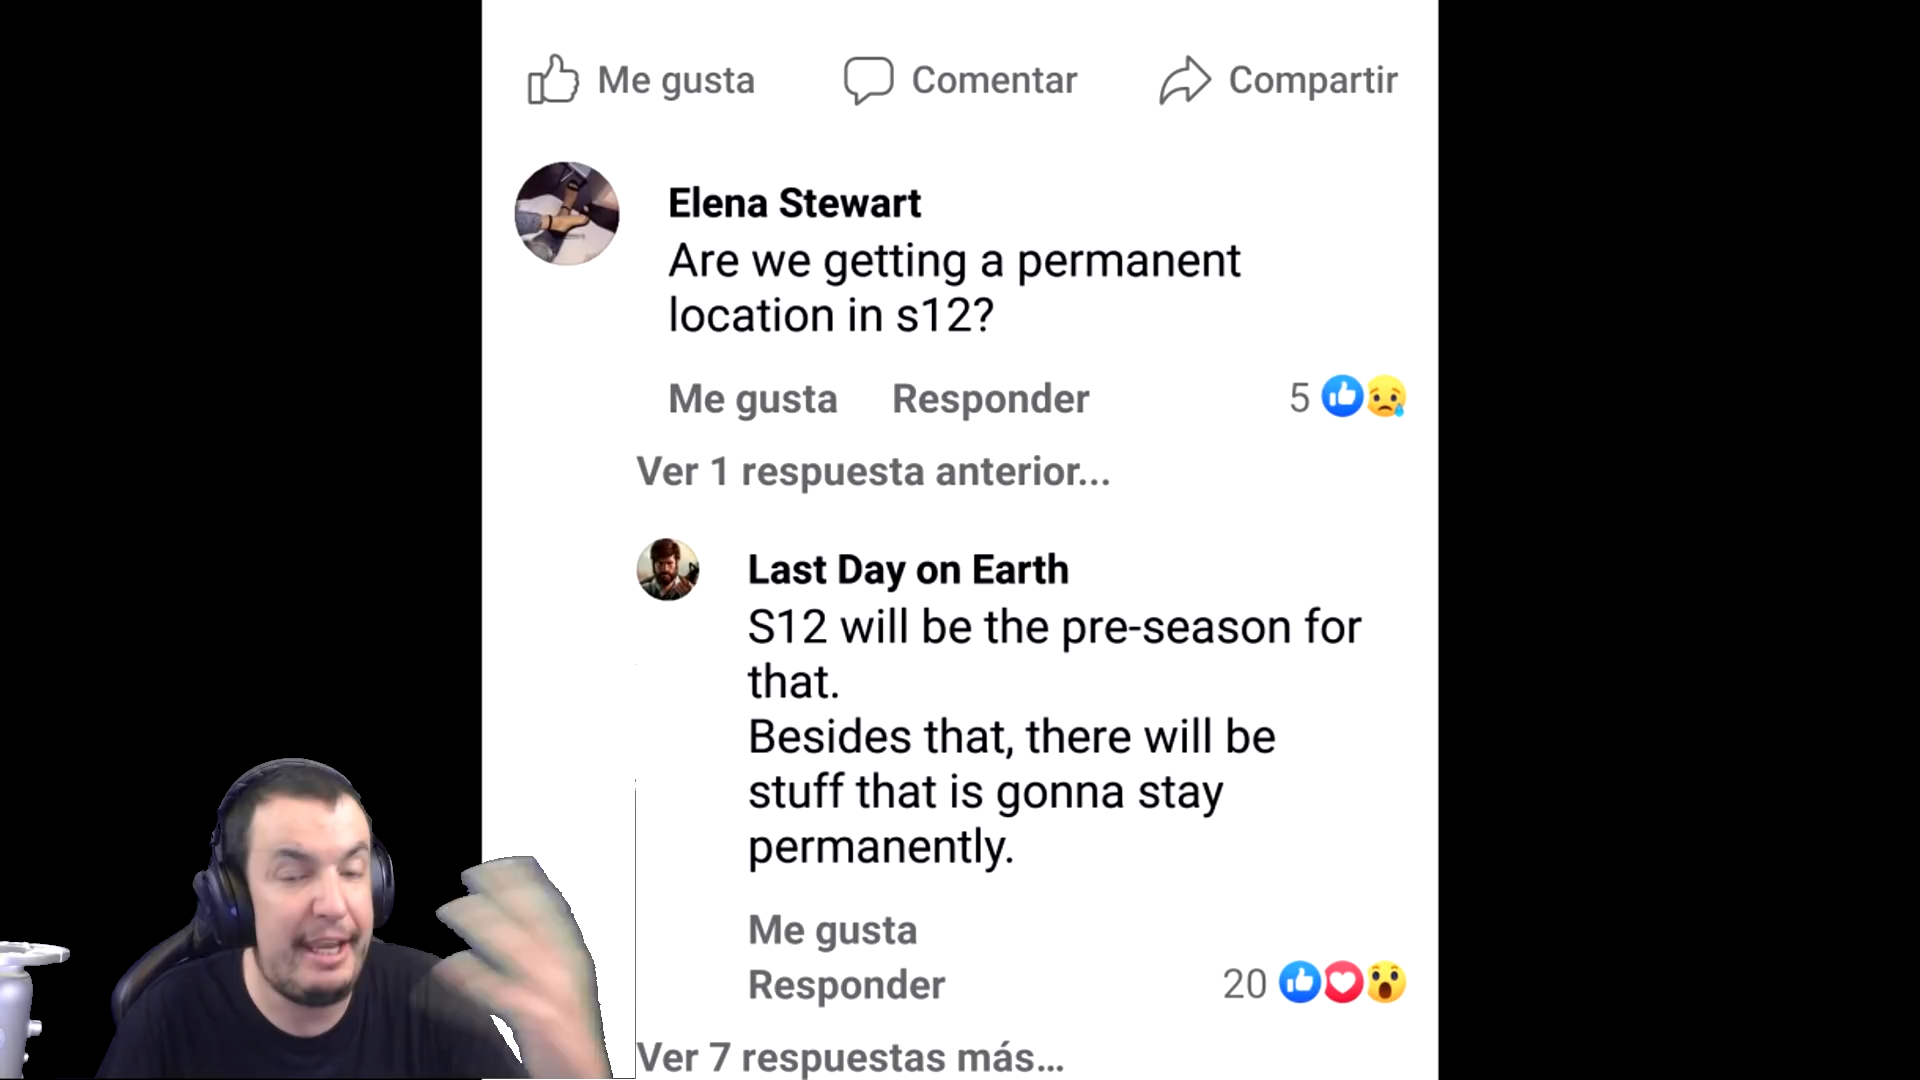 Me gusta Comentar Compartir
Elena Stewart
Are we getting a permanent
location in s12?
Me gusta Responder 5
Ver 1 respuesta anterior...
Last Day on Earth
S12 will be the pre-season for
that.
Besides that, there will be
stuff that is gonna stay
permanently.
Me gusta
Responder 20
Ver 7 respuestas más...